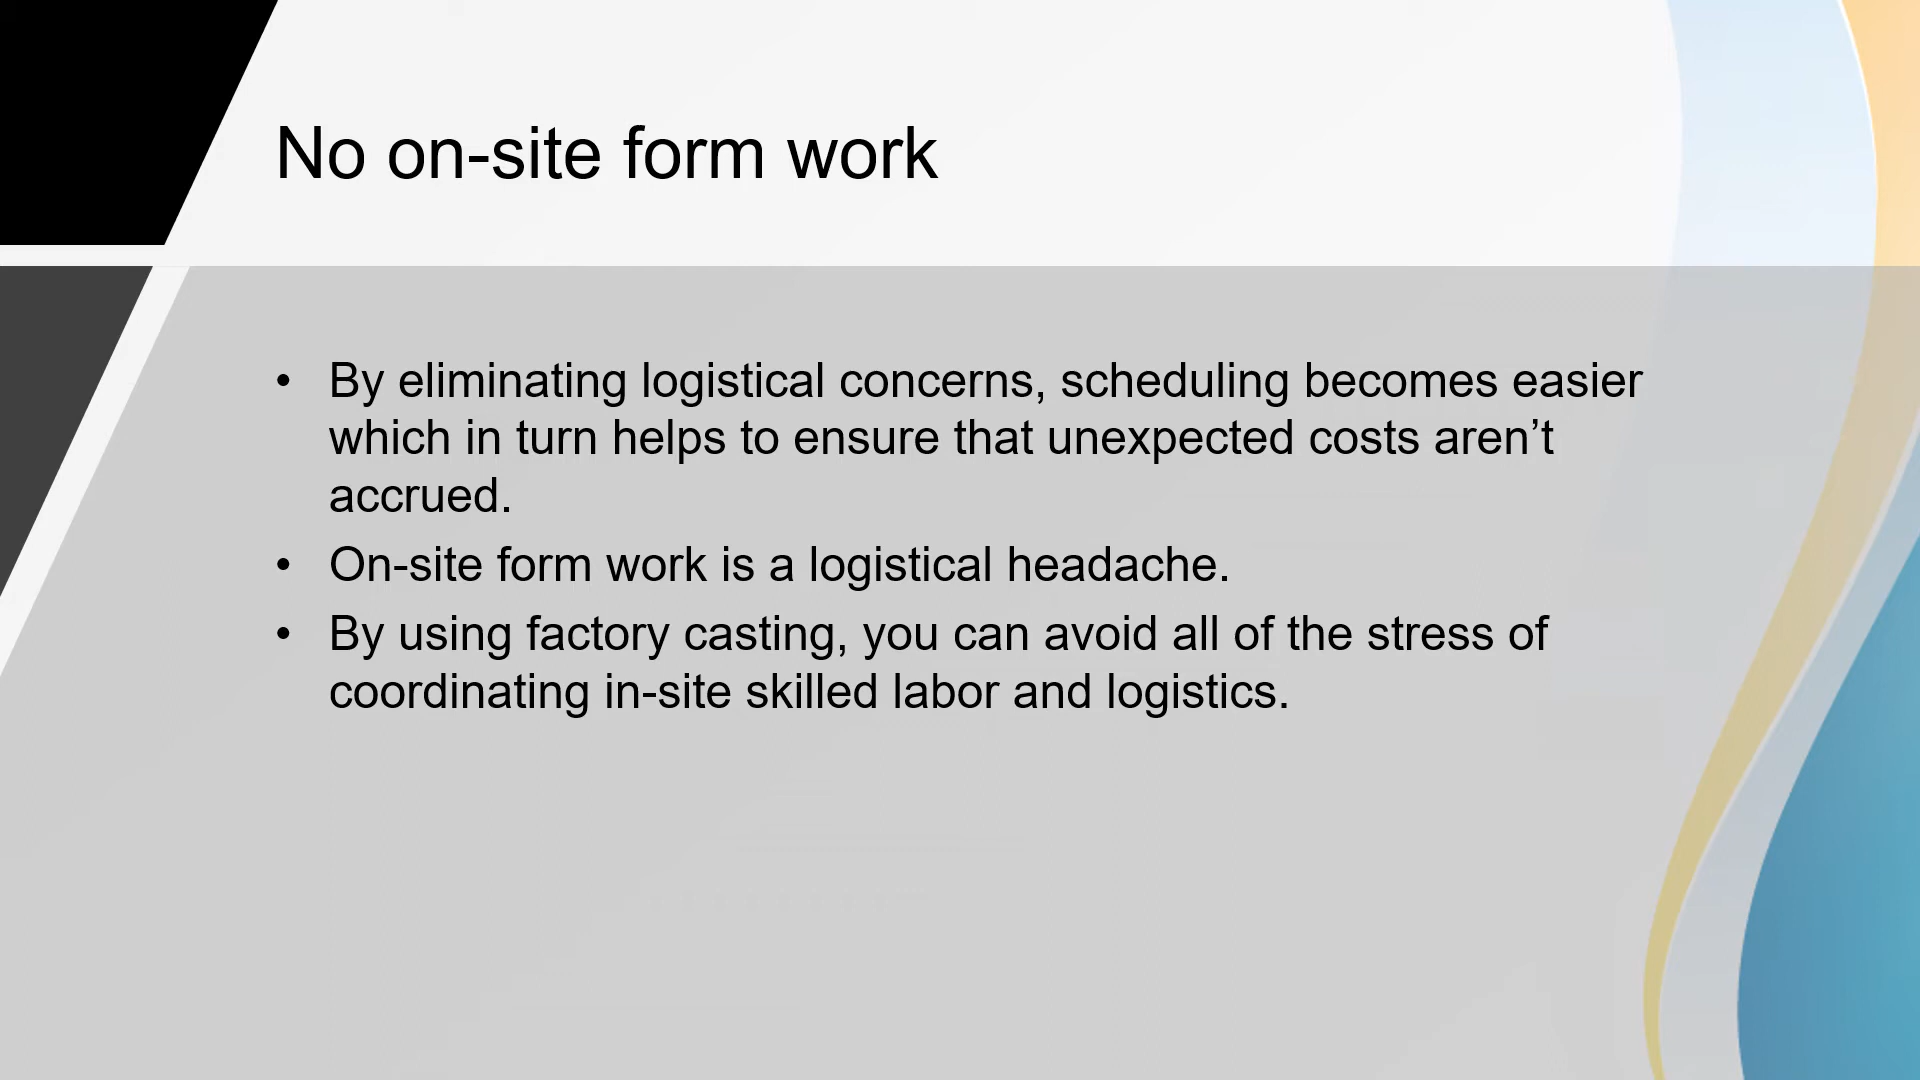 No on-site form work
• By eliminating logistical concerns, scheduling becomes easier
which in turn helps to ensure that unexpected costs aren’t
accrued.
• On-site form work is a logistical headache.
• By using factory casting, you can avoid all of the stress of
coordinating in-site skilled labor and logistics.